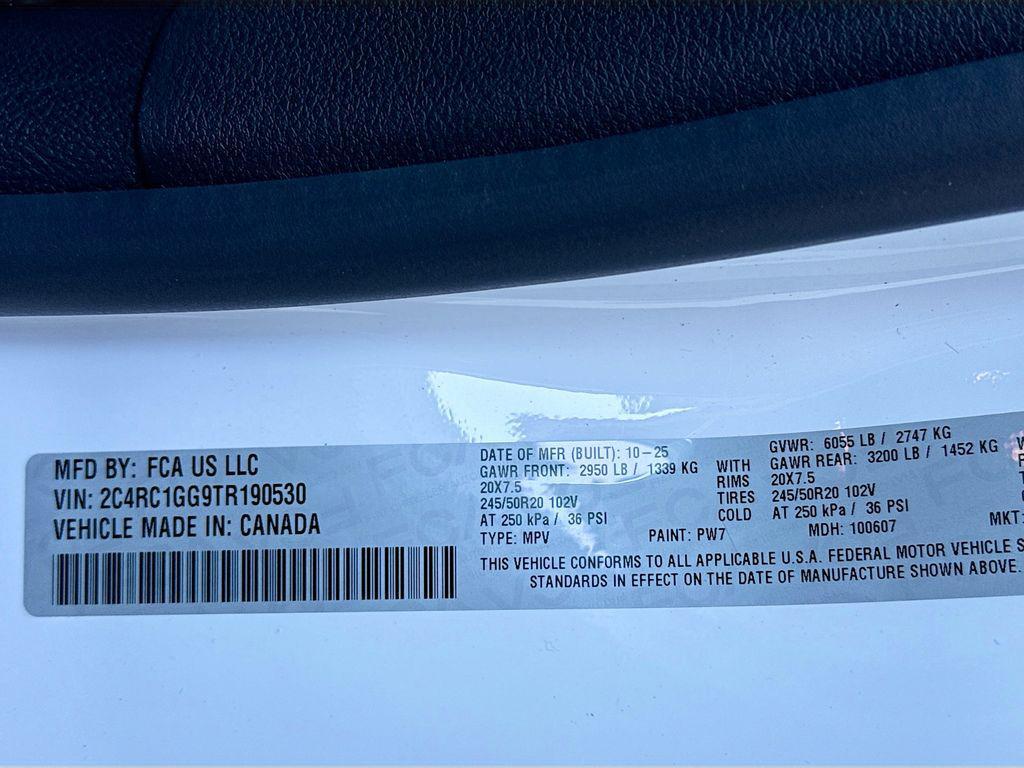 MFD BY: FCA US LLC
VIN: 2C4RC1GG9TR190530
VEHICLE MADE IN: CANADA
DATE OF MFR (BUILT): 10-25
GVWR: 6055 LB / 2747 KG
GAWR FRONT: 2950 LB / 1339 KG WITH GAWR REAR: 3200 LB / 1452 KG
20X7.5 RIMS 20X7.5
245/50R20 102V TIRES 245/50R20 102V
AT 250 kPa / 36 PSI COLD AT 250 kPa / 36 PSI
TYPE: MPV PAINT: PW7 MDH: 100607 MKT:
THIS VEHICLE CONFORMS TO ALL APPLICABLE U.S.A. FEDERAL MOTOR VEHICLE
STANDARDS IN EFFECT ON THE DATE OF MANUFACTURE SHOWN ABOVE.